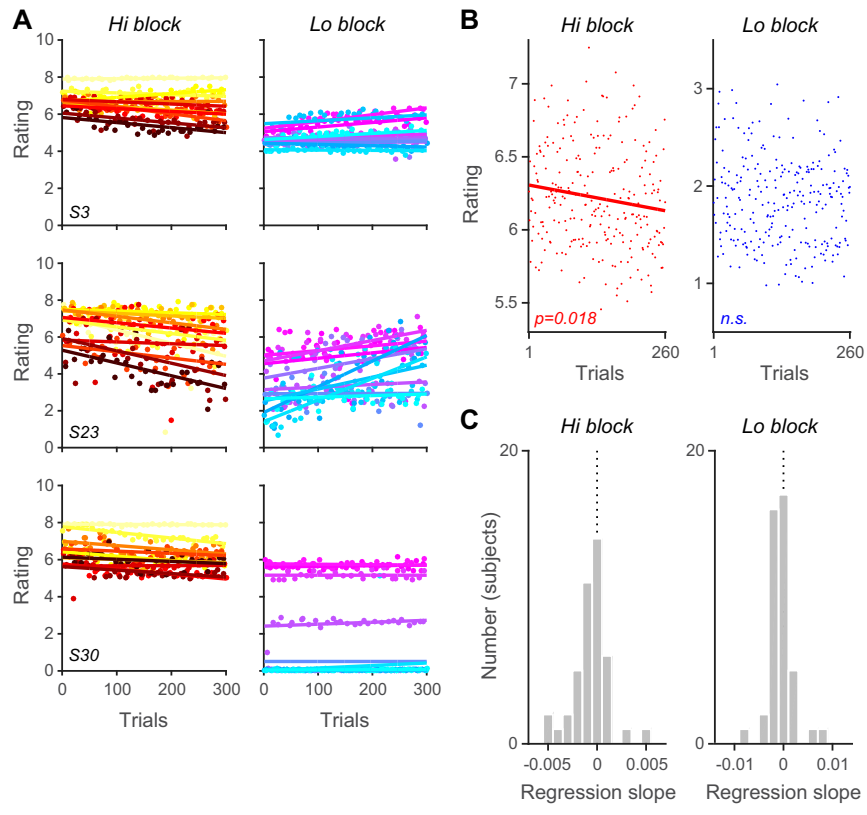 A
Hi block
Lo block
10
8
6
4
2
0
Rating
S3
10
8
6
4
2
0
Rating
S23
10
8
6
4
2
0
Rating
S30
0
100
200
300
0
100
200
300
Trials
Trials
B
Hi block
Lo block
7
6.5
6
5.5
Rating
p=0.018
1
260
Trials
3
2
1
n.s.
1
260
Trials
C
Hi block
Lo block
20
0
Number (subjects)
-0.005
0
0.005
Regression slope
20
0
-0.01
0
0.01
Regression slope